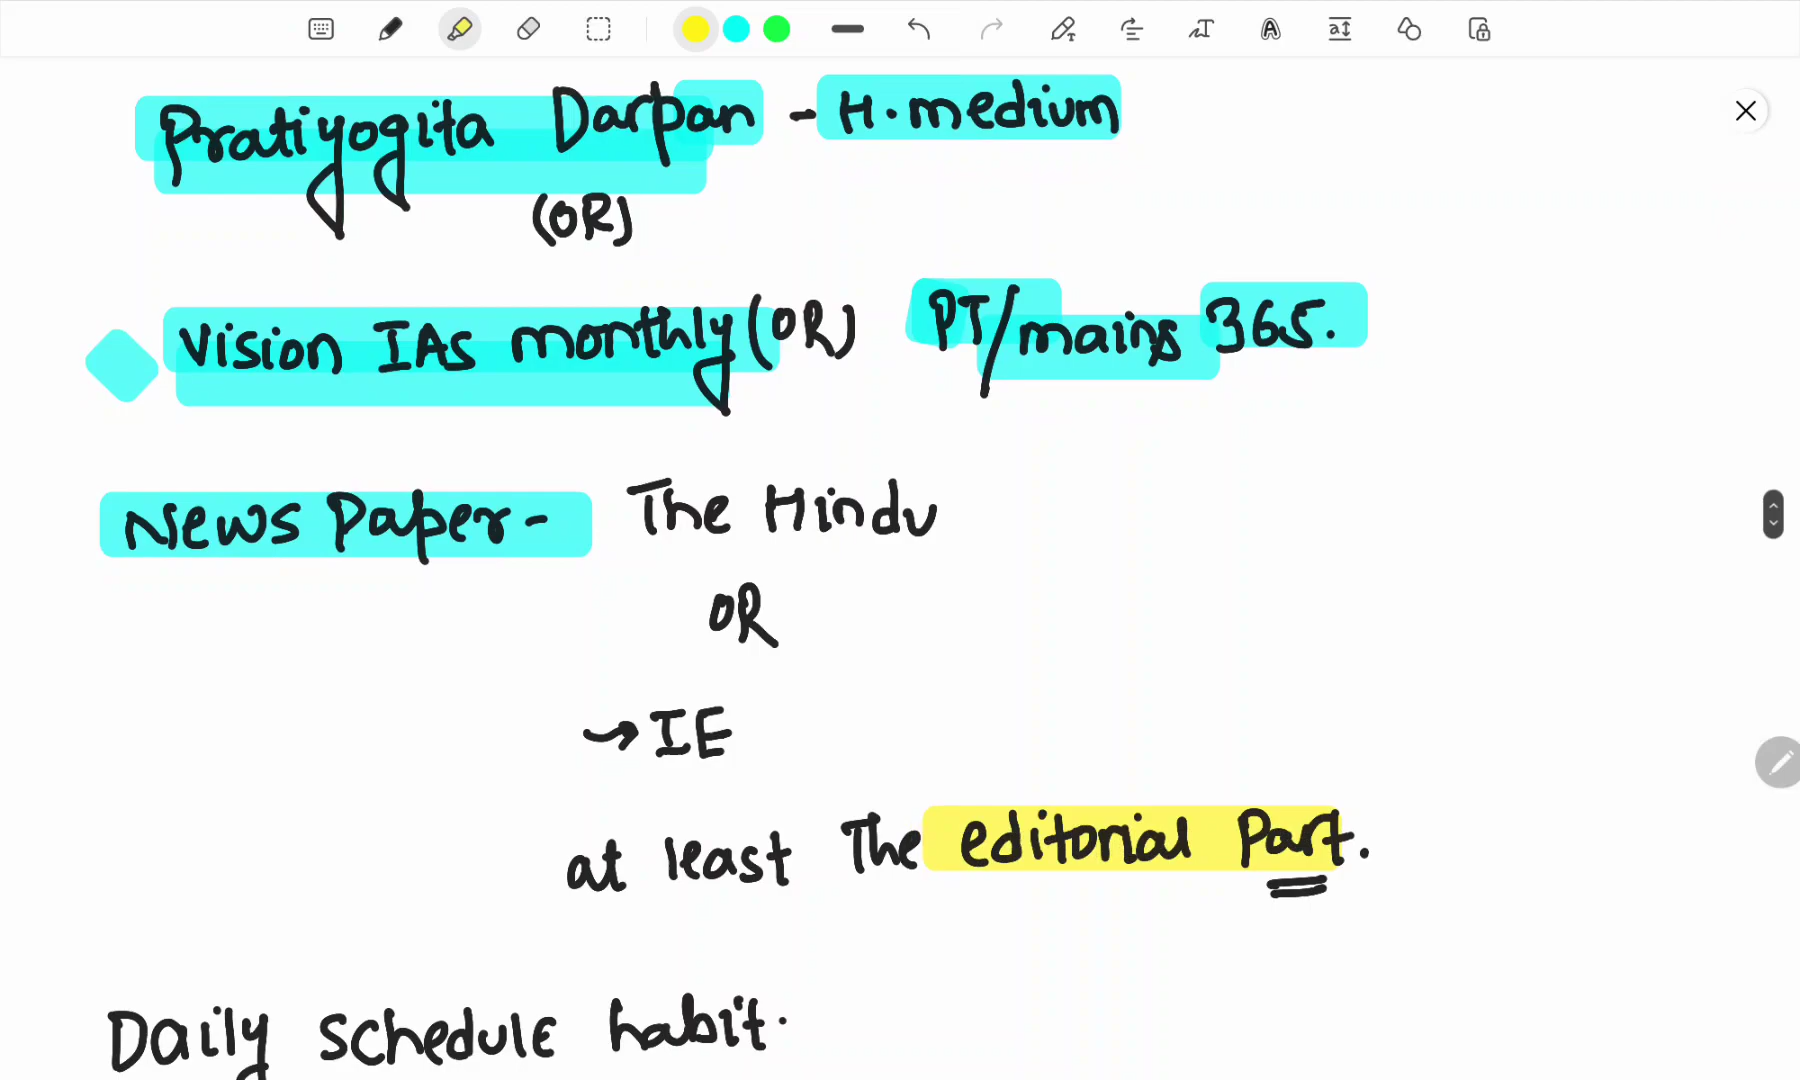 Pratiyogita Darpan - H.medium
(OR)
Vision IAs monthly (OR) PT/mains 365.
News Paper - The Hindu
OR
→ IE
at least The editorial Part.
Daily schedule habit.